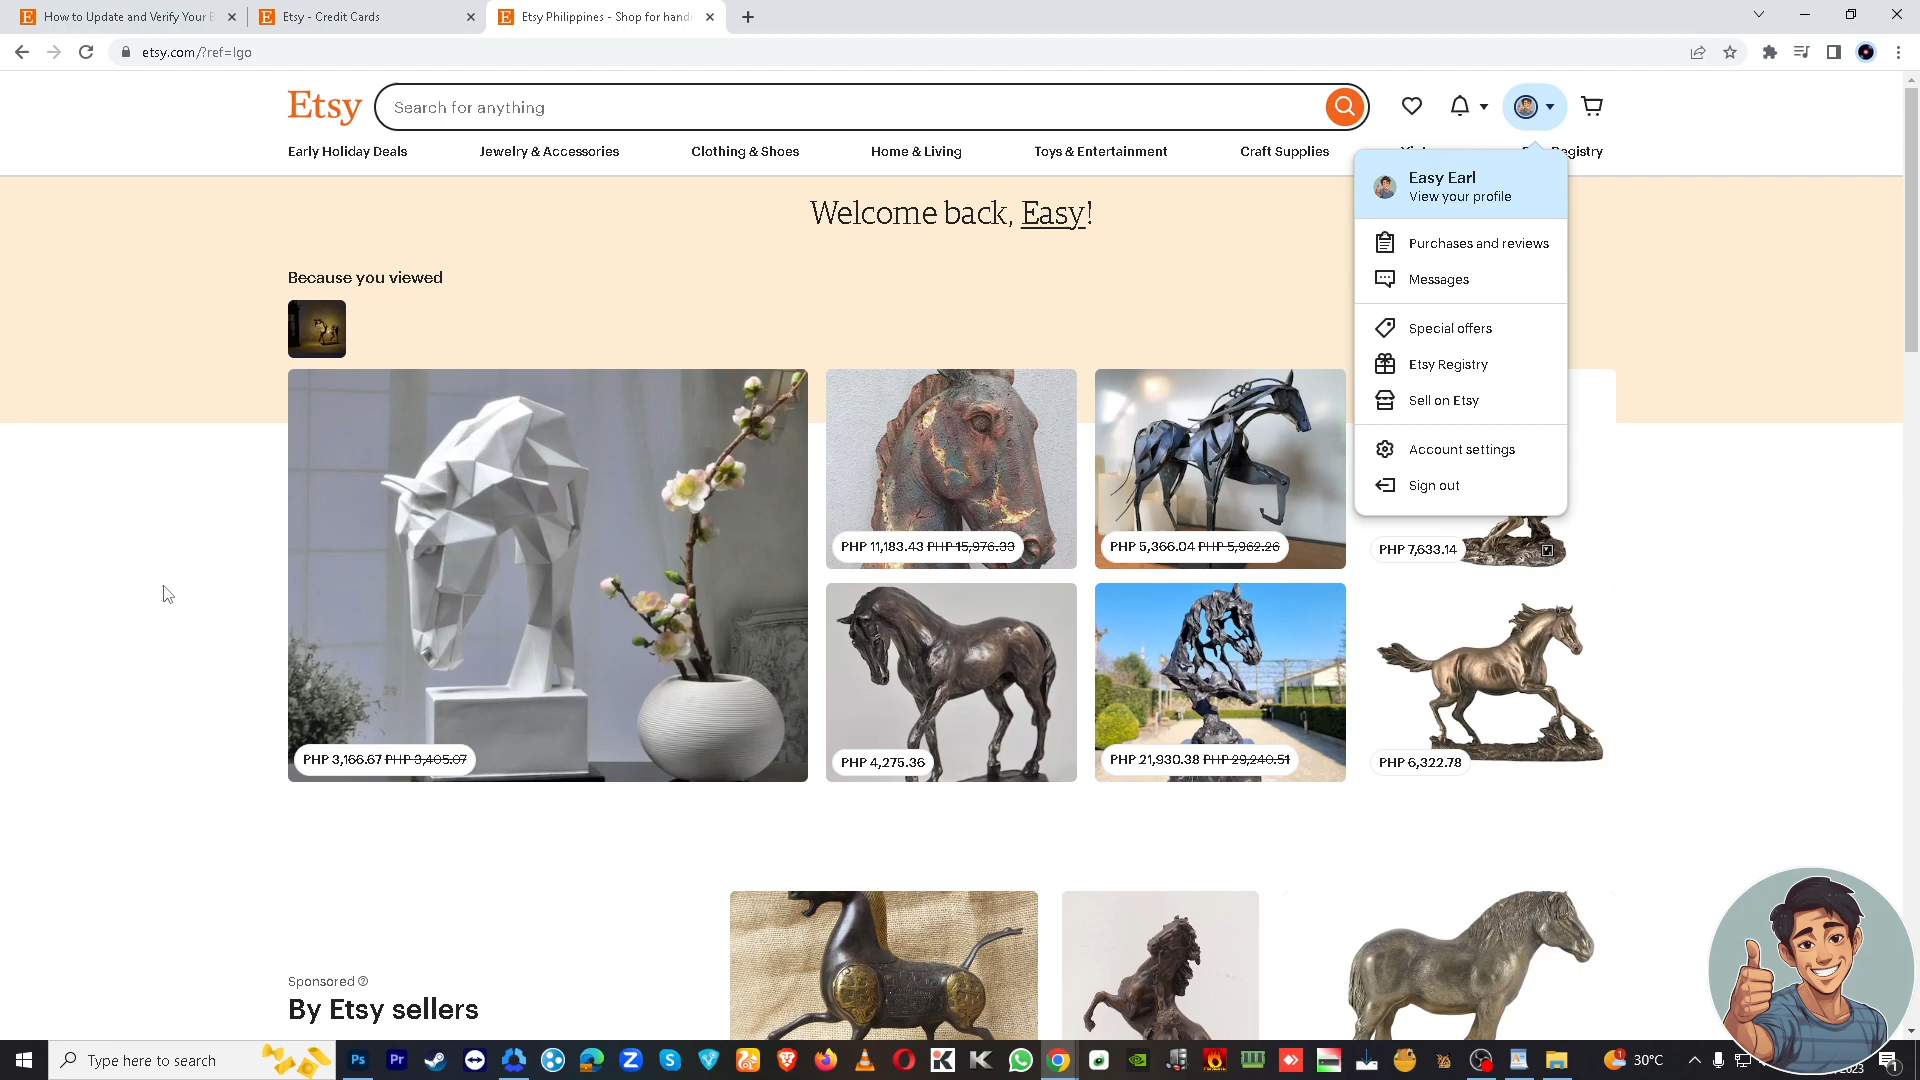 How to Update and Verify Your E
Etsy - Credit Cards
Etsy Philippines - Shop for hand
etsy.com/?ref=lgo
Etsy
Search for anything
Early Holiday Deals
Jewelry & Accessories
Clothing & Shoes
Home & Living
Toys & Entertainment
Craft Supplies
Registry
Easy Earl
View your profile
Purchases and reviews
Messages
Special offers
Etsy Registry
Sell on Etsy
Account settings
Sign out
Welcome back, Easy!
Because you viewed
PHP 11,183.43 PHP 15,976.33
PHP 5,366.04 PHP 5,962.26
PHP 7,633.14
PHP 3,166.67 PHP 3,405.07
PHP 4,275.36
PHP 21,930.38 PHP 29,240.51
PHP 6,322.78
Sponsored
By Etsy sellers
Type here to search
Ps
Pr
30°C
2023